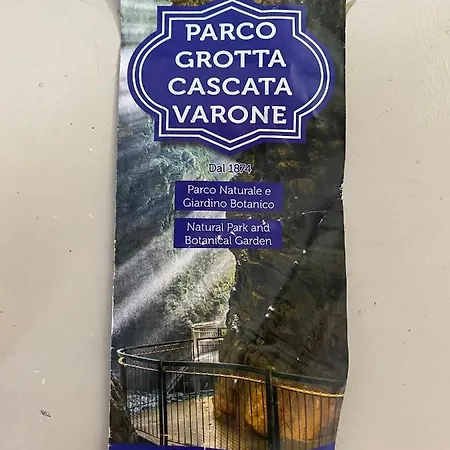 PARCO
GROTTA
CASCATA
VARONE
Dal 1874
Parco Naturale e
Giardino Botanico
Natural Park and
Botanical Garden